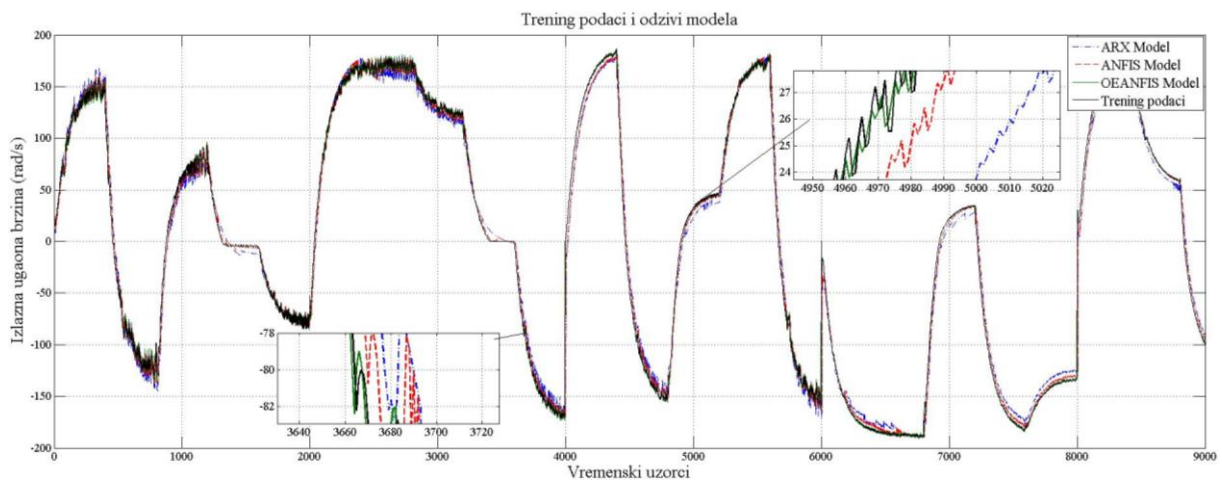 Trening podaci i odzivi modela
Izlazna ugaona brzina (rad/s)
200
150
100
50
0
-50
-100
-150
-200
ARX Model
ANFIS Model
OEANFIS Model
Trening podaci
27
26
25
24
4950 4960 4970 4980 4990 5000 5010 5020
-78
-80
-82
3640 3660 3680 3700 3720
0 1000 2000 3000 4000 5000 6000 7000 8000 9000
Vremenski uzorci